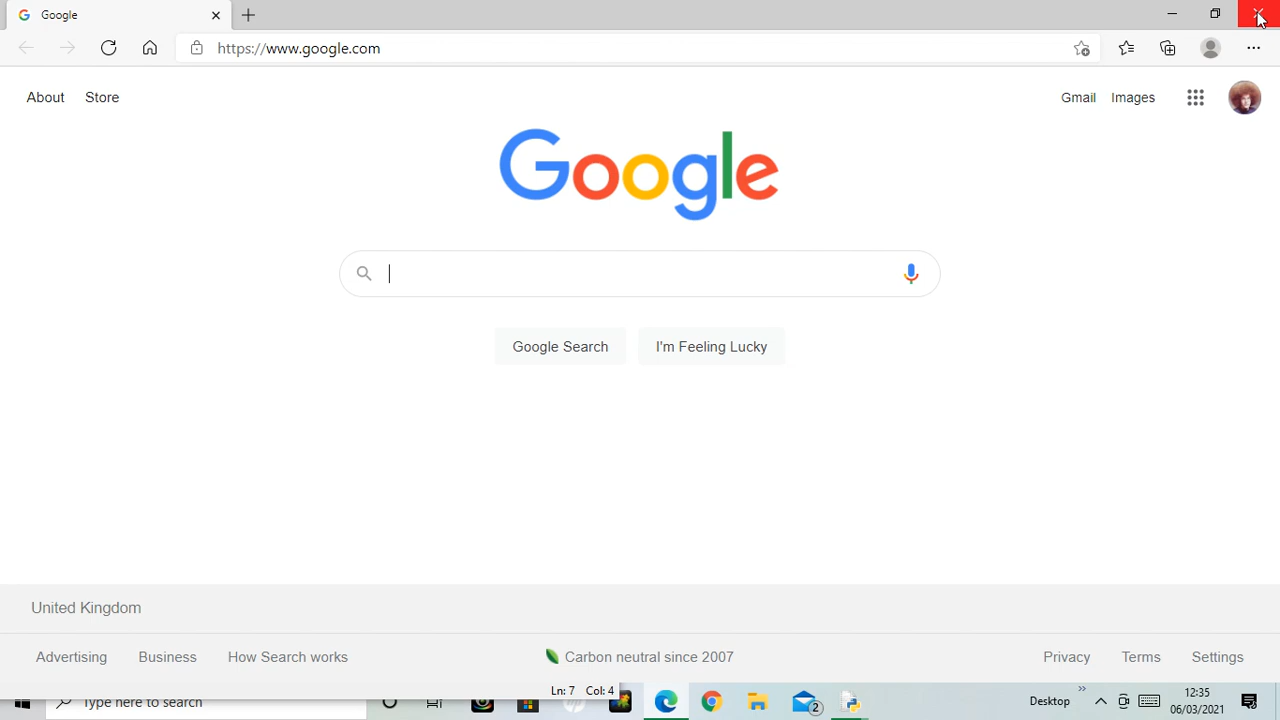 Google
https://www.google.com
About Store
Gmail Images
Google
Google Search I'm Feeling Lucky
United Kingdom
Advertising Business How Search works
Carbon neutral since 2007
Privacy Terms Settings
Ln: 7 Col: 4
Type here to search
2
Desktop
12:35
06/03/2021